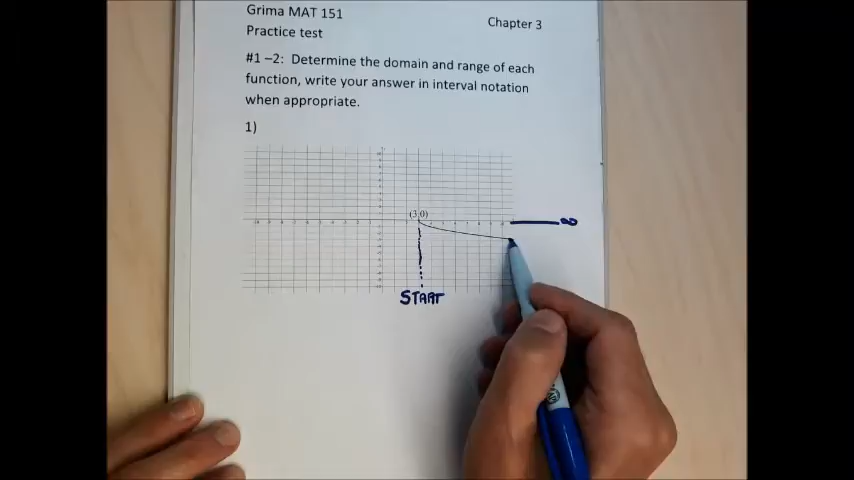 Grima MAT 151
Chapter 3
Practice test
#1 –2: Determine the domain and range of each
function, write your answer in interval notation
when appropriate.
1)
(3,0)
∞
START